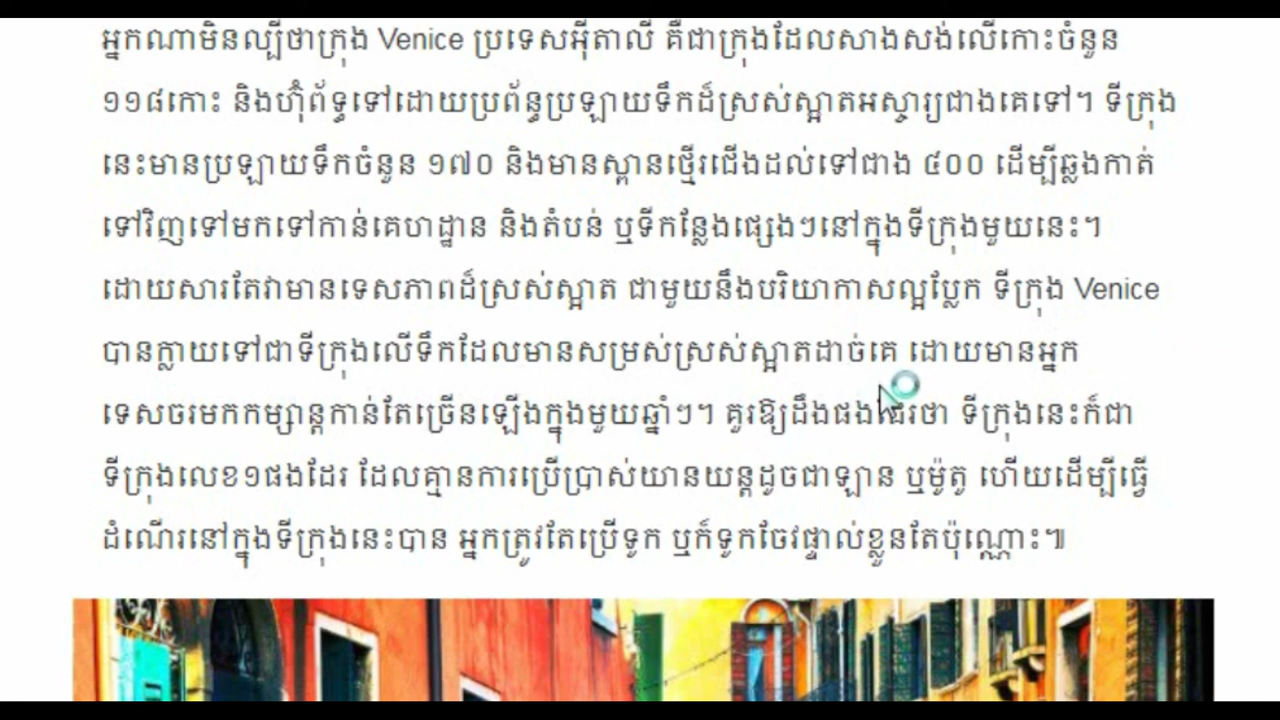 អ្នកណាមិនល្បីថាក្រុង Venice ប្រទេសអ៊ីតាលី គឺជាក្រុងដែលសាងសង់លើកោះចំនួន
១១៨កោះ និងហ៊ុំព័ទ្ធទៅដោយប្រព័ន្ធប្រឡាយទឹកដ៏ស្រស់ស្អាតអស្ចារ្យជាងគេទៅ។ ទីក្រុង
នេះមានប្រឡាយទឹកចំនួន ១៧០ និងមានស្ពានថ្មើរជើងដល់ទៅជាង ៤០០ ដើម្បីឆ្លងកាត់
ទៅវិញទៅមកទៅកាន់គេហដ្ឋាន និងតំបន់ ឬទីកន្លែងផ្សេងៗនៅក្នុងទីក្រុងមួយនេះ។
ដោយសារតែវាមានទេសភាពដ៏ស្រស់ស្អាត ជាមួយនឹងបរិយាកាសល្អប្លែក ទីក្រុង Venice
បានក្លាយទៅជាទីក្រុងលើទឹកដែលមានសម្រស់ស្រស់ស្អាតដាច់គេ ដោយមានអ្នក
ទេសចរមកកម្សាន្តកាន់តែច្រើនឡើងក្នុងមួយឆ្នាំៗ។ គួរឱ្យដឹងផងដែរថា ទីក្រុងនេះក៏ជា
ទីក្រុងលេខ១ផងដែរ ដែលគ្មានការប្រើប្រាស់យានយន្តដូចជាឡាន ឬម៉ូតូ ហើយដើម្បីធ្វើ
ដំណើរនៅក្នុងទីក្រុងនេះបាន អ្នកត្រូវតែប្រើទូក ឬក៏ទូកចែវផ្ទាល់ខ្លួនតែប៉ុណ្ណោះ៕